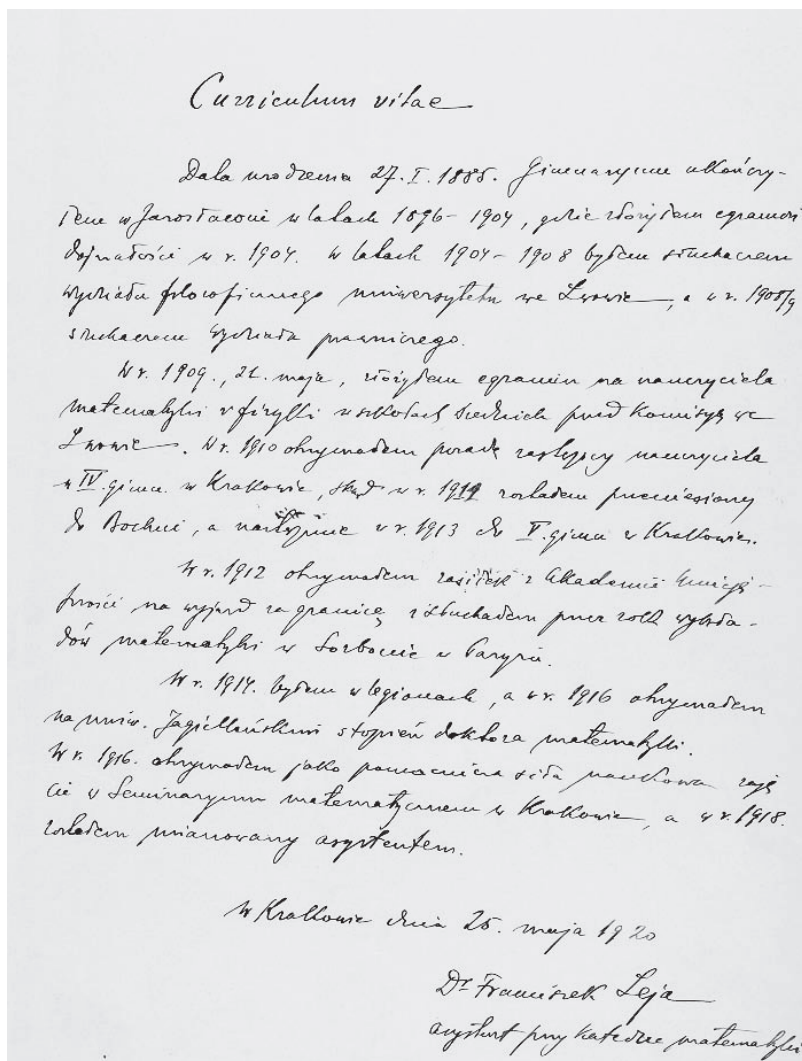 Curriculum vitae
Data urodzenia 27. I. 1885. Gimnazyum ukończy-
łem w Jarosławiu w latach 1896 - 1904, gdzie złożyłem egzamin
dojrzałości w r. 1904. W latach 1904 - 1908 byłem słuchaczem
wydziału filozoficznego uniwersytetu we Lwowie, a w r. 1908/9
słuchaczem wydziału prawniczego.
W r. 1909., 21. maja, złożyłem egzamin na nauczyciela
matematyki i fizyki w szkołach średnich przed Komisyą we
Lwowie. W r. 1910 otrzymałem posadę zastępcy nauczyciela
w IV. gimn. w Krakowie, skąd w r. 1911 zostałem przeniesiony
do Bochni, a następnie w r. 1913 do V. gimn w Krakowie.
W r. 1912 otrzymałem zasiłek z Akademii Umieję-
tności na wyjazd za granicę i słuchałem przez rok wykła-
dów matematyki w Sorbonie w Paryżu.
W r. 1914. byłem w legionach, a w r. 1916 otrzymałem
na uniw. Jagiellońskim stopień doktora matematyki.
W r. 1916. otrzymałem jako pomocnicza siła naukowa zaję
cie w Seminaryum matematycznem w Krakowie, a w r. 1918.
zostałem mianowany asystentem.
W Krakowie dnia 25. maja 1920
Dr Franciszek Leja
asystent przy katedrze matematyki